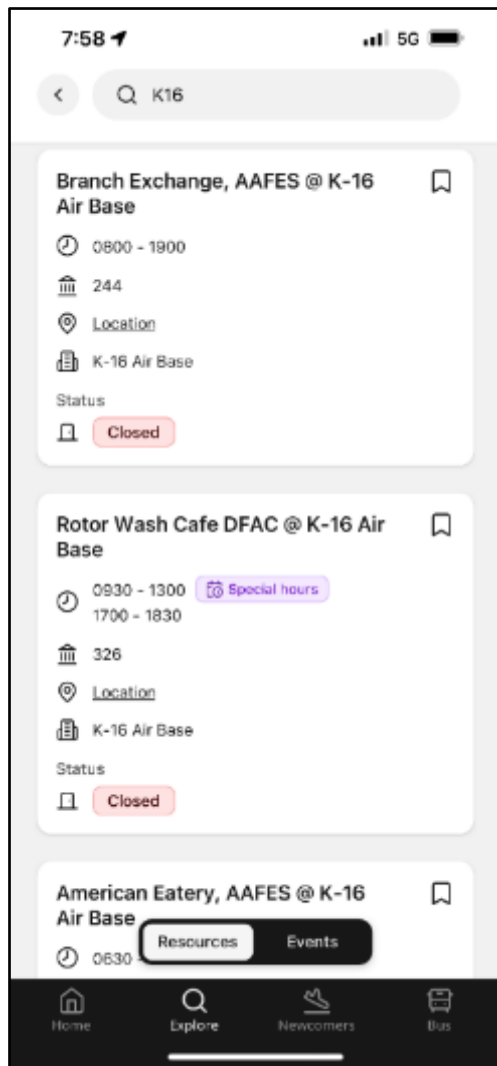 7:58
5G
K16
Branch Exchange, AAFES @ K-16
Air Base
0800 - 1900
244
Location
K-16 Air Base
Status
Closed
Rotor Wash Cafe DFAC @ K-16 Air
Base
0930 - 1300 Special hours
1700 - 1830
326
Location
K-16 Air Base
Status
Closed
American Eatery, AAFES @ K-16
Air Base
0630 -
Resources Events
Home Explore Newcomers Bus